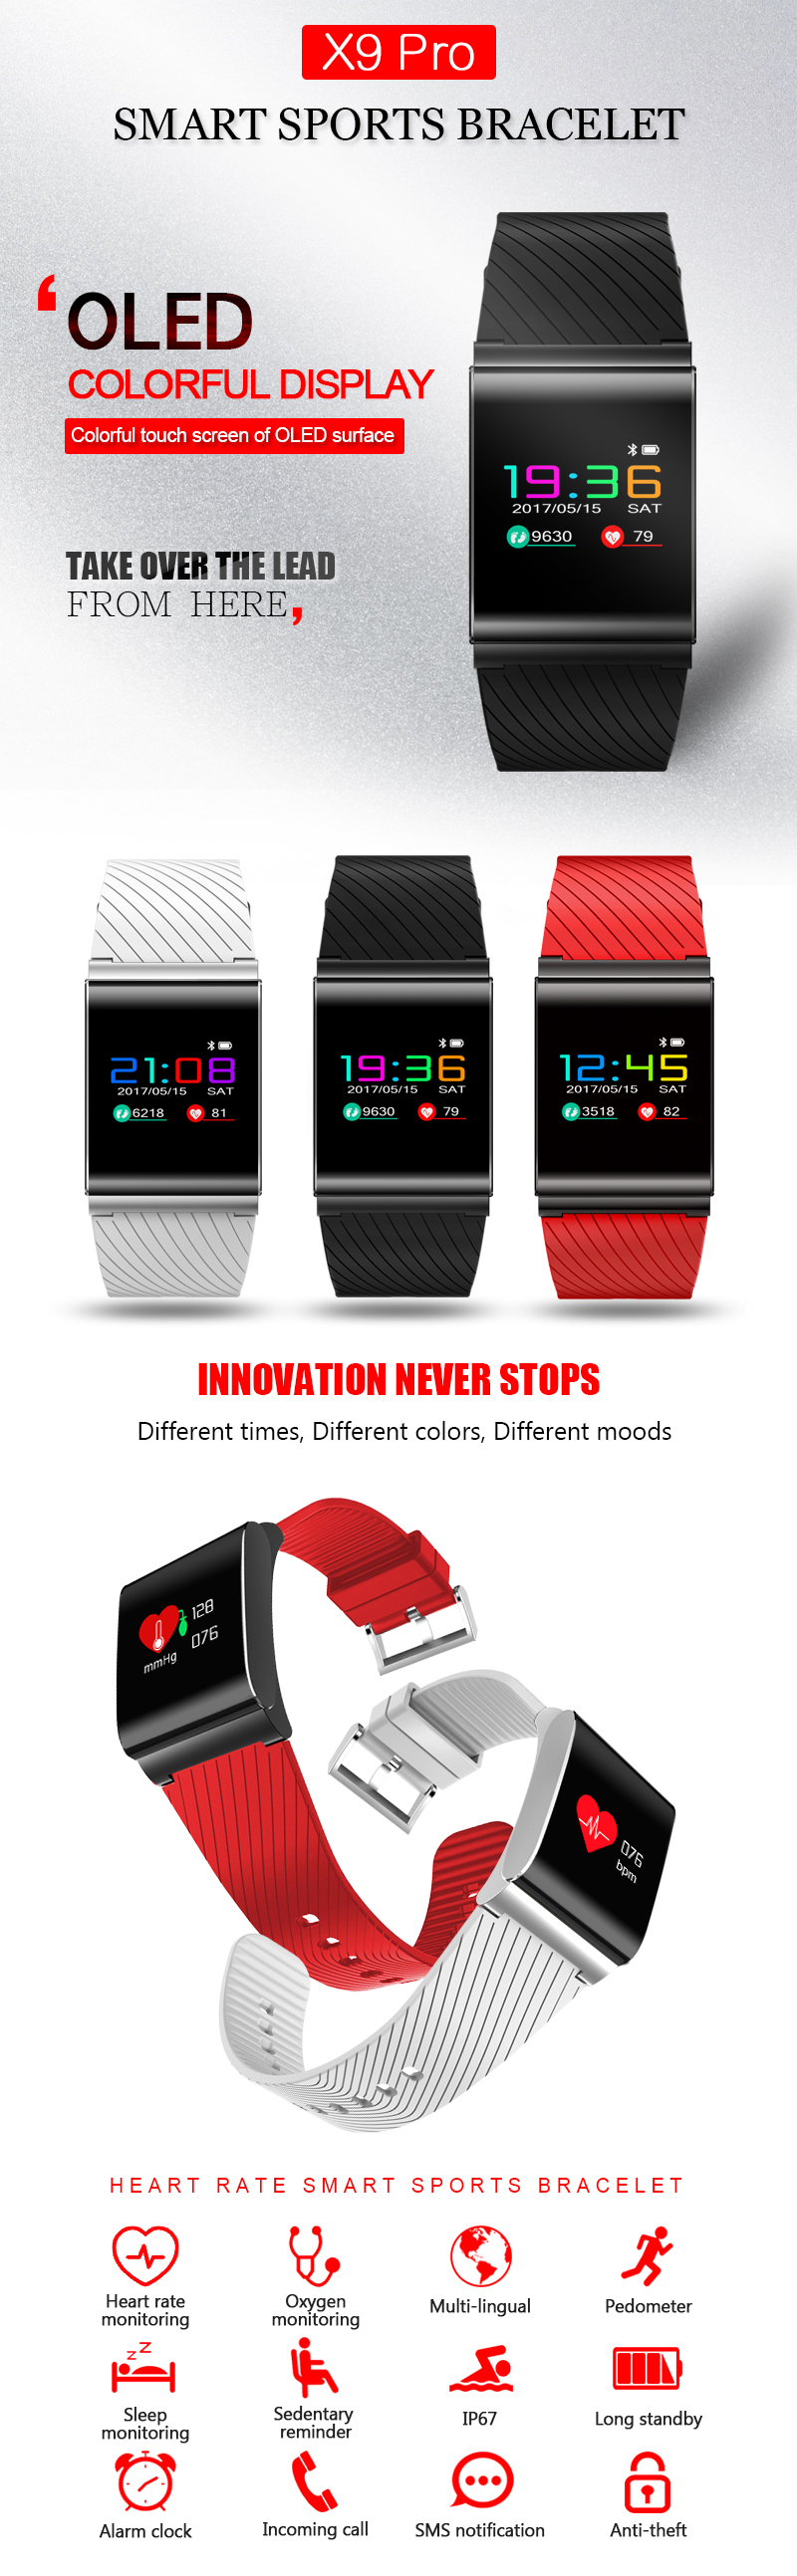 X9 Pro
SMART SPORTS BRACELET
‘OLED
COLORFUL DISPLAY
Colorful touch screen of OLED surface
TAKE OVER THE LEAD
FROM HERE,
19:36
2017/05/15 SAT
9630 79
21:08
2017/05/15 SAT
6218 81
19:36
2017/05/15 SAT
9630 79
12:45
2017/05/15 SAT
3518 82
INNOVATION NEVER STOPS
Different times, Different colors, Different moods
128
076
mmHg
076
bpm
HEART RATE SMART SPORTS BRACELET
Heart rate
monitoring
Oxygen
monitoring
Multi-lingual
Pedometer
Sleep
monitoring
Sedentary
reminder
IP67
Long standby
Alarm clock
Incoming call
SMS notification
Anti-theft